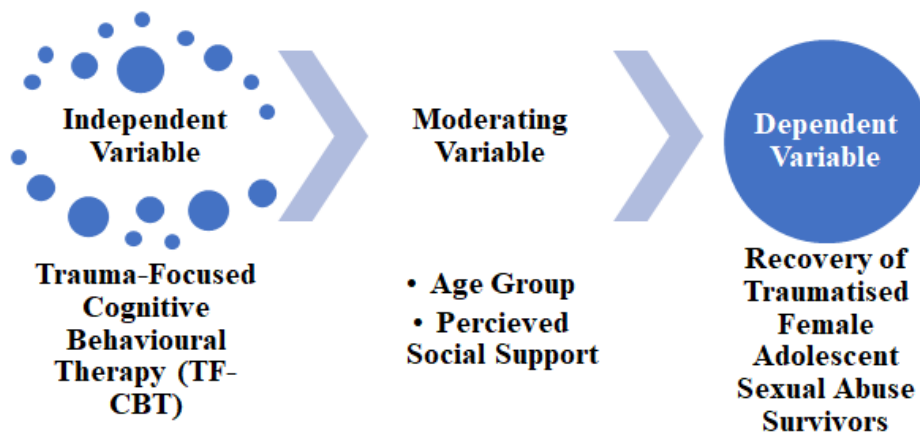 Independent
Variable
Trauma-Focused
Cognitive
Behavioural
Therapy (TF-
CBT)
Moderating
Variable
• Age Group
• Percieved
Social Support
Dependent
Variable
Recovery of
Traumatised
Female
Adolescent
Sexual Abuse
Survivors